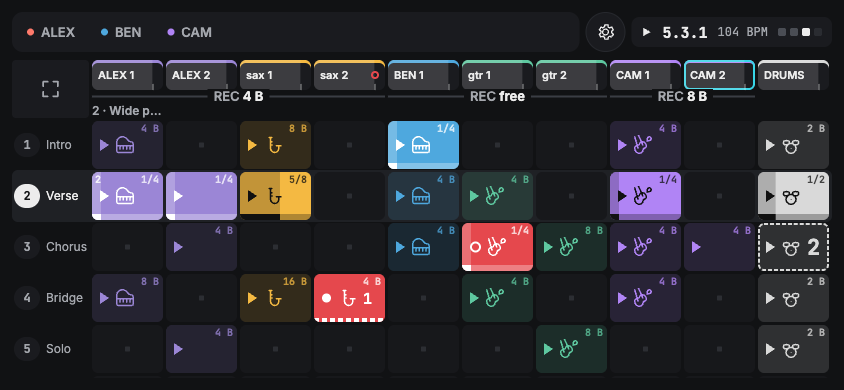 ALEX BEN CAM 5.3.1 104 BPM
ALEX 1 ALEX 2 sax 1 sax 2 BEN 1 gtr 1 gtr 2 CAM 1 CAM 2 DRUMS
REC 4 B REC free REC 8 B
2 · Wide p...
1 Intro 4 B 8 B 1/4 4 B 2 B
2 Verse 2 1/4 1/4 5/8 4 B 4 B 1/4 1/2
3 Chorus 4 B 4 B 1/4 8 B 4 B 4 B 2
4 Bridge 8 B 16 B 4 B 1 4 B 4 B 2 B
5 Solo 4 B 8 B 2 B